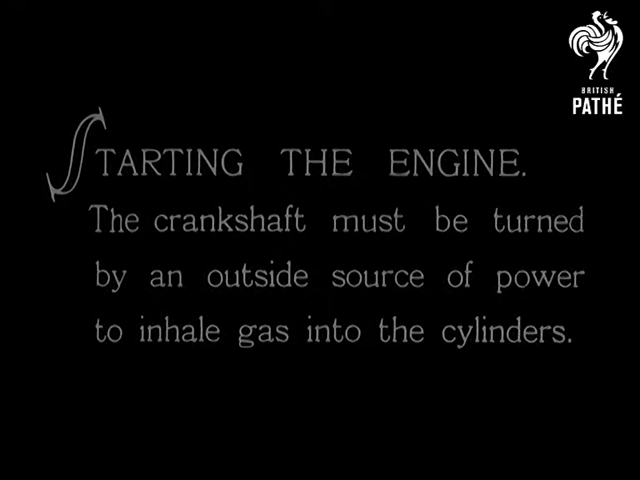 BRITISH
PATHÉ
STARTING THE ENGINE.
The crankshaft must be turned
by an outside source of power
to inhale gas into the cylinders.